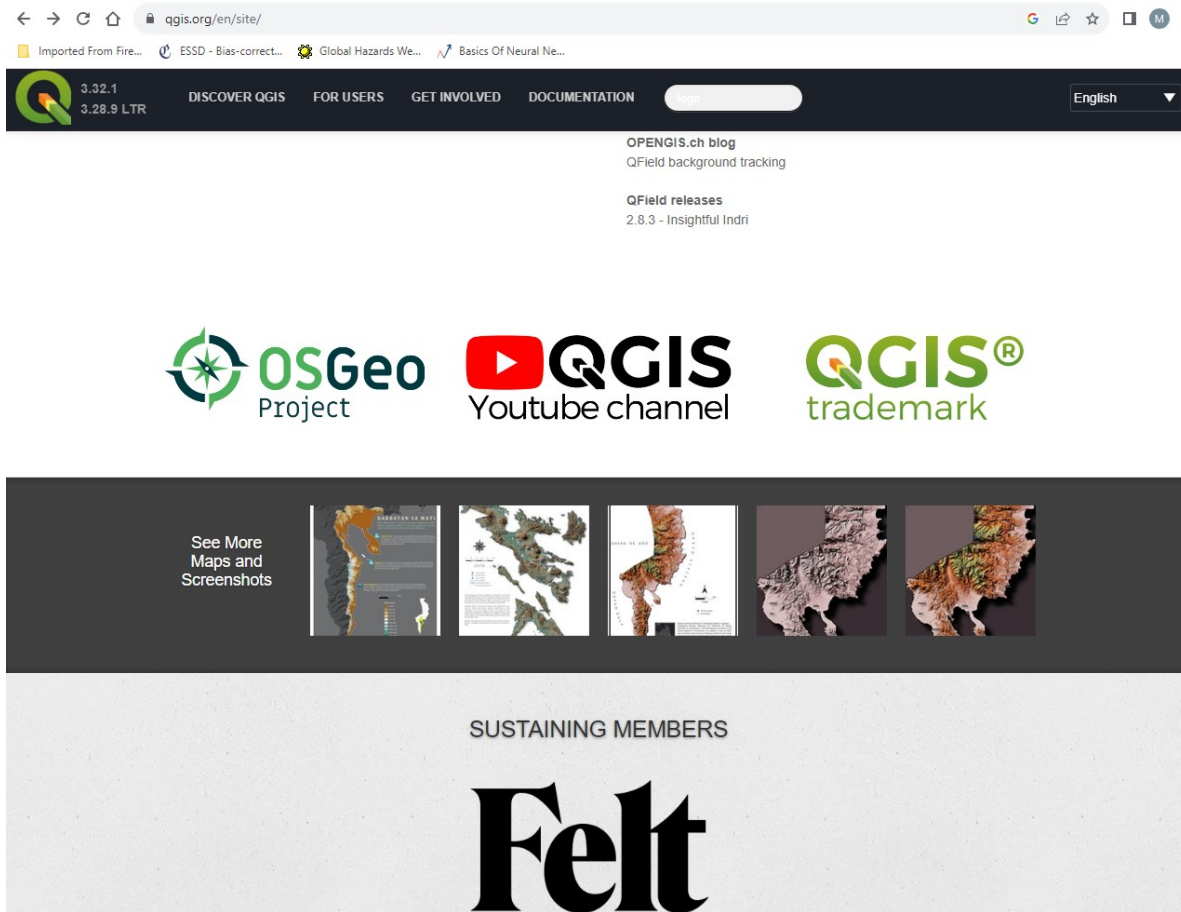 qgis.org/en/site/
Imported From Fire...
ESSD - Bias-correct...
Global Hazards We...
Basics Of Neural Ne...
3.32.1
3.28.9 LTR
DISCOVER QGIS
FOR USERS
GET INVOLVED
DOCUMENTATION
logo
English
OPENGIS.ch blog
QField background tracking
QField releases
2.8.3 - Insightful Indri
OSGeo
Project
QGIS
Youtube channel
QGIS®
trademark
See More
Maps and
Screenshots
SUSTAINING MEMBERS
Felt